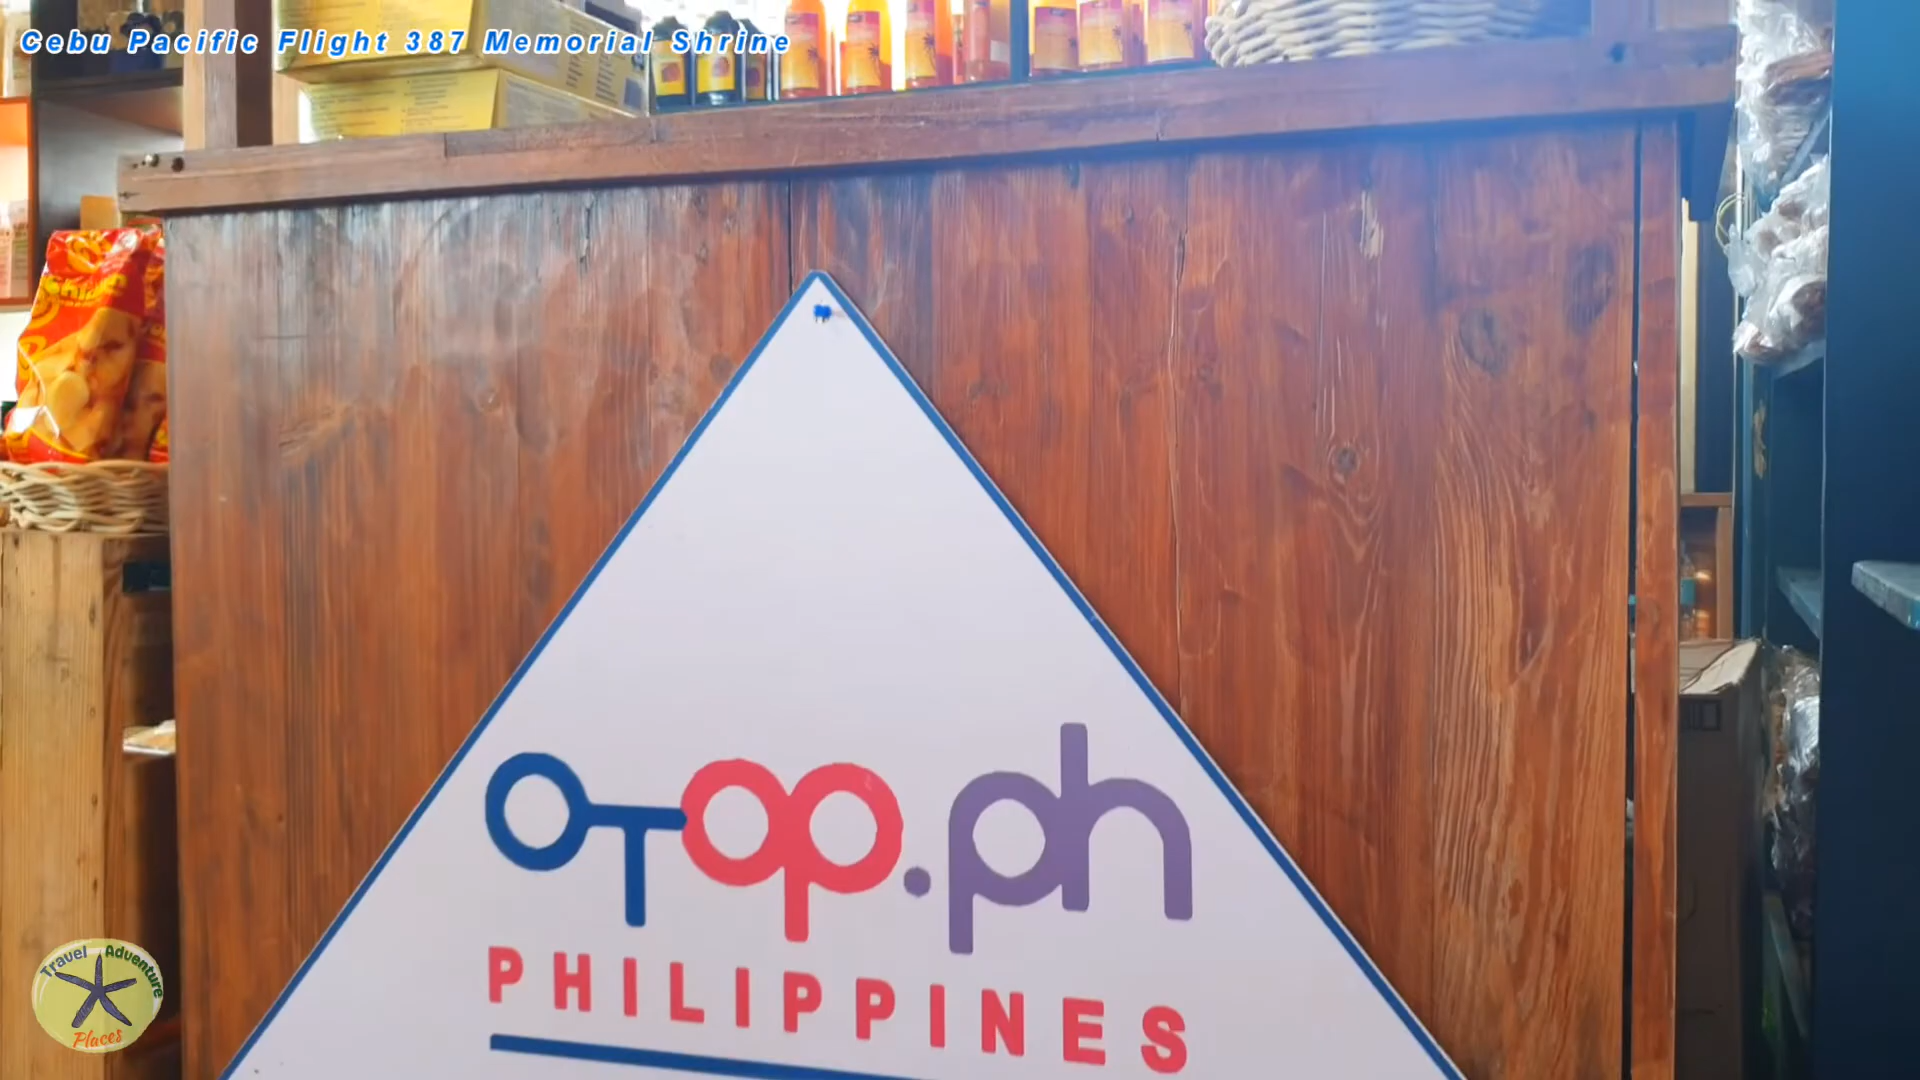 Cebu Pacific Flight 387 Memorial Shrine
OTOP.ph
PHILIPPINES
Travel Adventure
Places